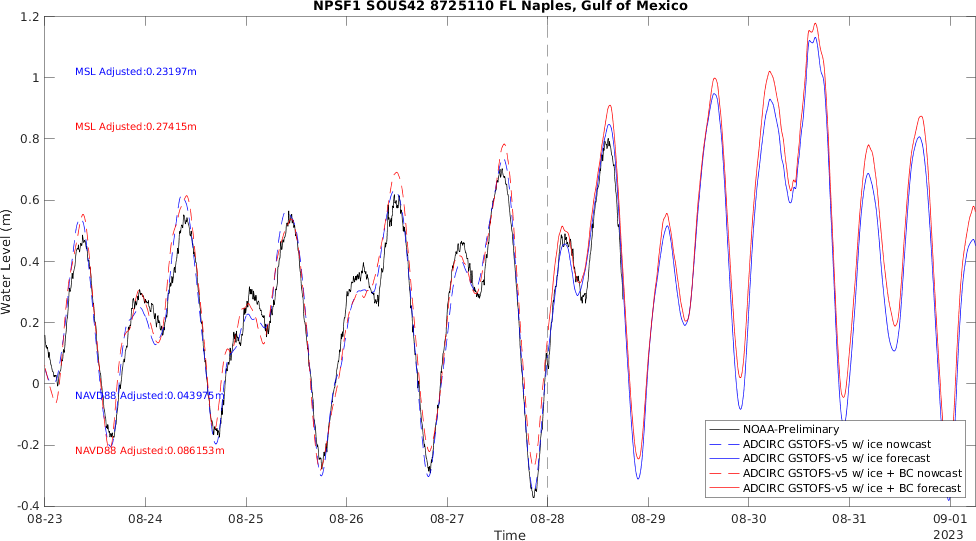 NPSF1 SOUS42 8725110 FL Naples, Gulf of Mexico
1.2
1
0.8
0.6
0.4
0.2
0
-0.2
-0.4
Water Level (m)
MSL Adjusted:0.23197m
MSL Adjusted:0.27415m
NAVD88 Adjusted:0.043975m
NAVD88 Adjusted:0.086153m
NOAA-Preliminary
ADCIRC GSTOFS-v5 w/ ice nowcast
ADCIRC GSTOFS-v5 w/ ice forecast
ADCIRC GSTOFS-v5 w/ ice + BC nowcast
ADCIRC GSTOFS-v5 w/ ice + BC forecast
08-23 08-24 08-25 08-26 08-27 08-28 08-29 08-30 08-31 09-01
2023
Time